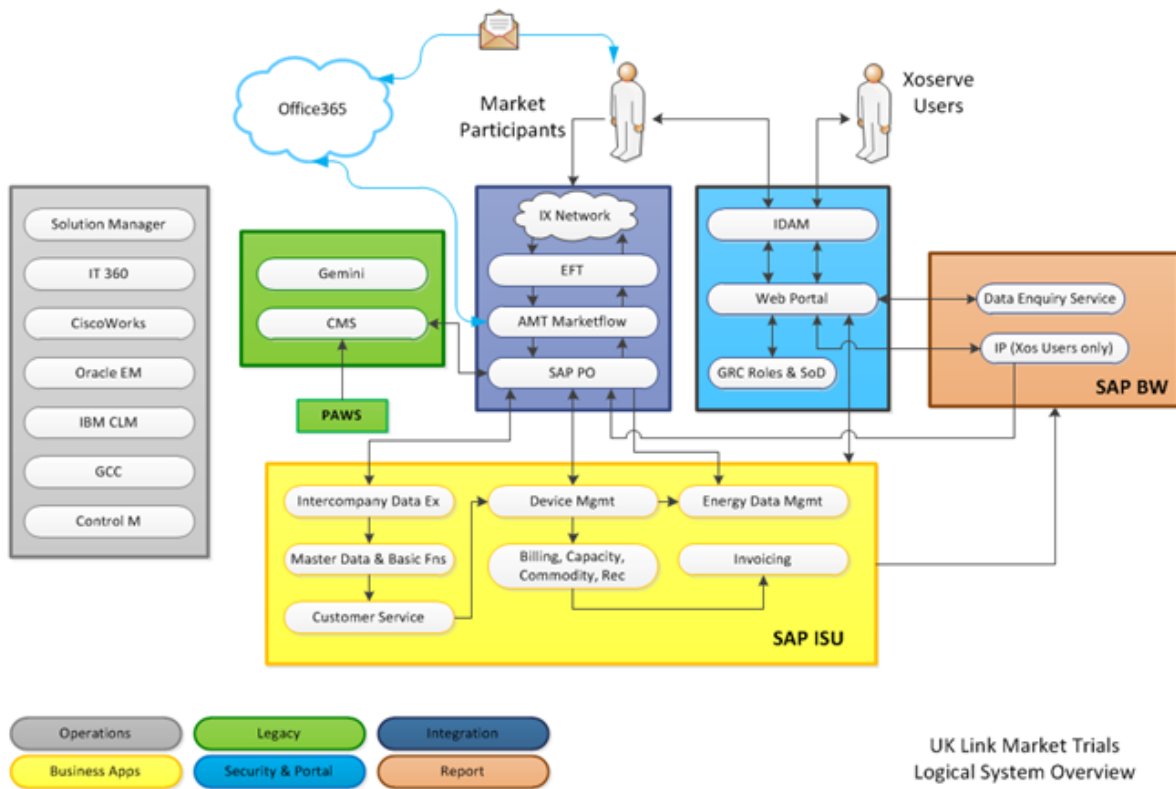 Office365
Market
Participants
Xoserve
Users
Solution Manager
IT 360
CiscoWorks
Oracle EM
IBM CLM
GCC
Control M
Gemini
CMS
PAWS
IX Network
EFT
AMT Marketflow
SAP PO
IDAM
Web Portal
GRC Roles & SoD
Data Enquiry Service
IP (Xos Users only)
SAP BW
Intercompany Data Ex
Master Data & Basic Fns
Customer Service
Device Mgmt
Billing, Capacity,
Commodity, Rec
Energy Data Mgmt
Invoicing
SAP ISU
Operations
Legacy
Integration
Business Apps
Security & Portal
Report
UK Link Market Trials
Logical System Overview